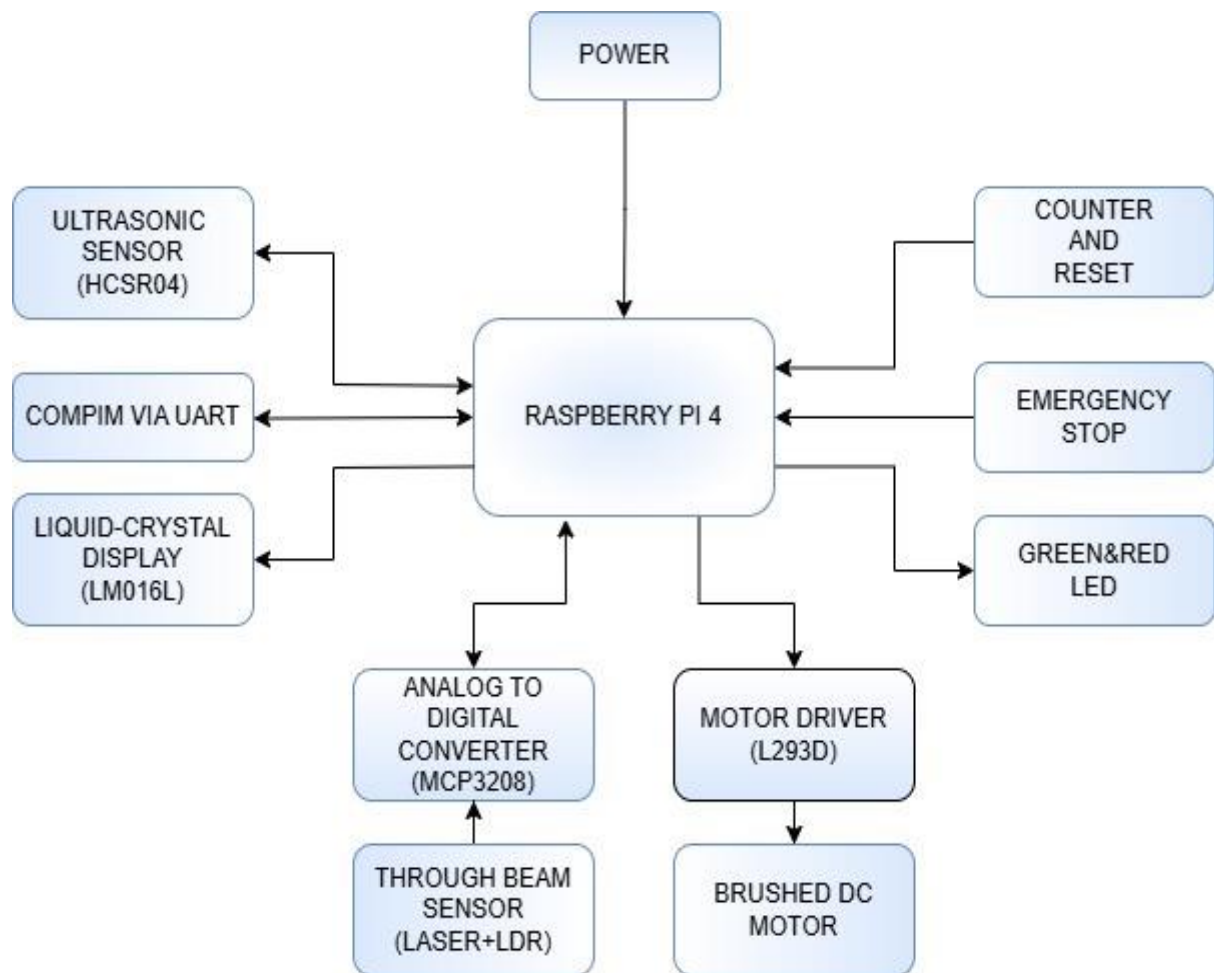 POWER
ULTRASONIC
SENSOR
(HCSR04)
COUNTER
AND
RESET
COMPIM VIA UART
RASPBERRY PI 4
EMERGENCY
STOP
LIQUID-CRYSTAL
DISPLAY
(LM016L)
GREEN&RED
LED
ANALOG TO
DIGITAL
CONVERTER
(MCP3208)
MOTOR DRIVER
(L293D)
THROUGH BEAM
SENSOR
(LASER+LDR)
BRUSHED DC
MOTOR